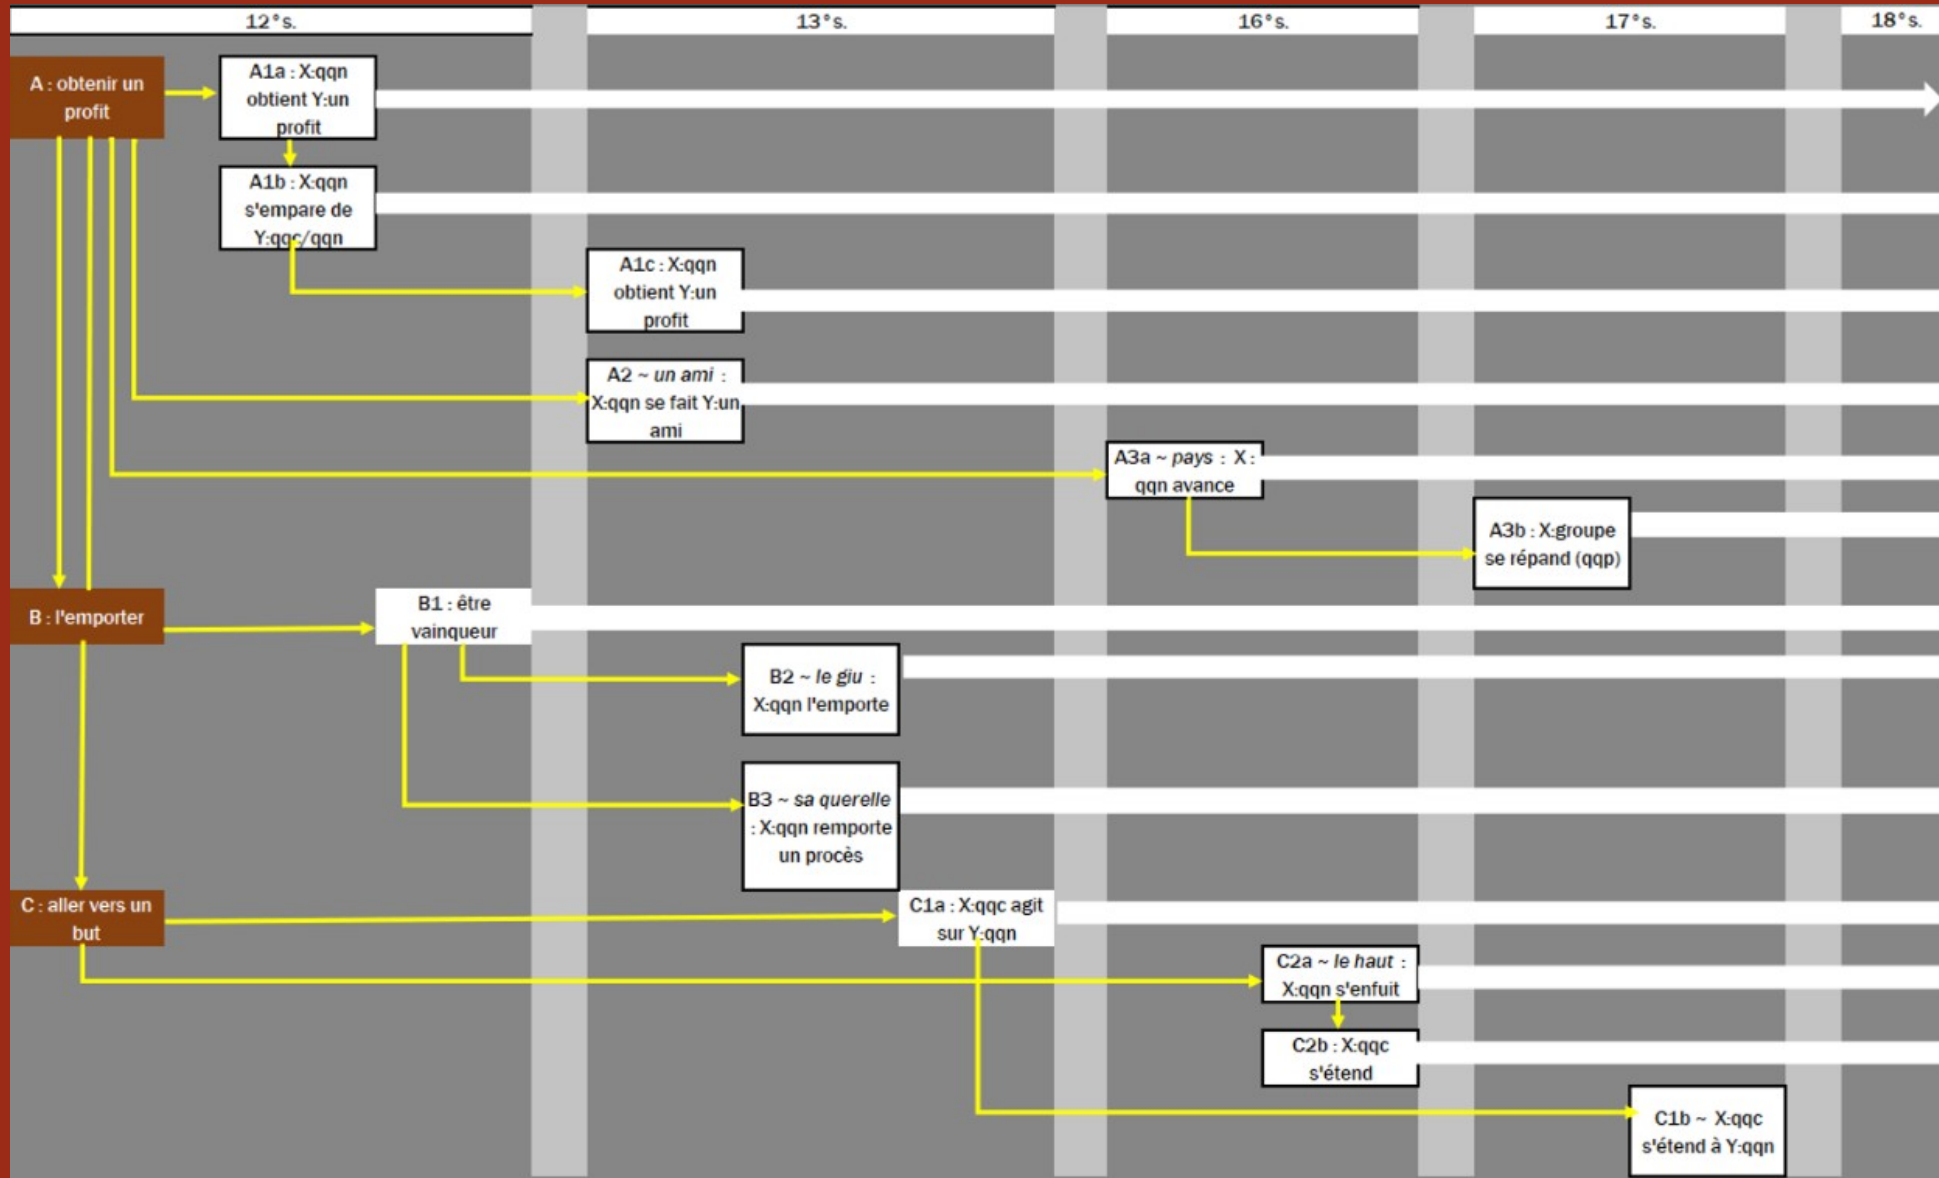 12°s.
13°s.
16°s.
17°s.
18°s.
A : obtenir un
profit
A1a : X:qqn
obtient Y:un
profit
A1b : X:qqn
s'empare de
Y:qqc/qqn
A1c : X:qqn
obtient Y:un
profit
A2 ~ un ami :
X:qqn se fait Y:un
ami
A3a ~ pays : X :
qqn avance
A3b : X:groupe
se répand (qqp)
B : l'emporter
B1 : être
vainqueur
B2 ~ le giu :
X:qqn l'emporte
B3 ~ sa querelle
: X:qqn remporte
un procès
C : aller vers un
but
C1a : X:qqc agit
sur Y:qqn
C2a ~ le haut :
X:qqn s'enfuit
C2b : X:qqc
s'étend
C1b ~ X:qqc
s'étend à Y:qqn